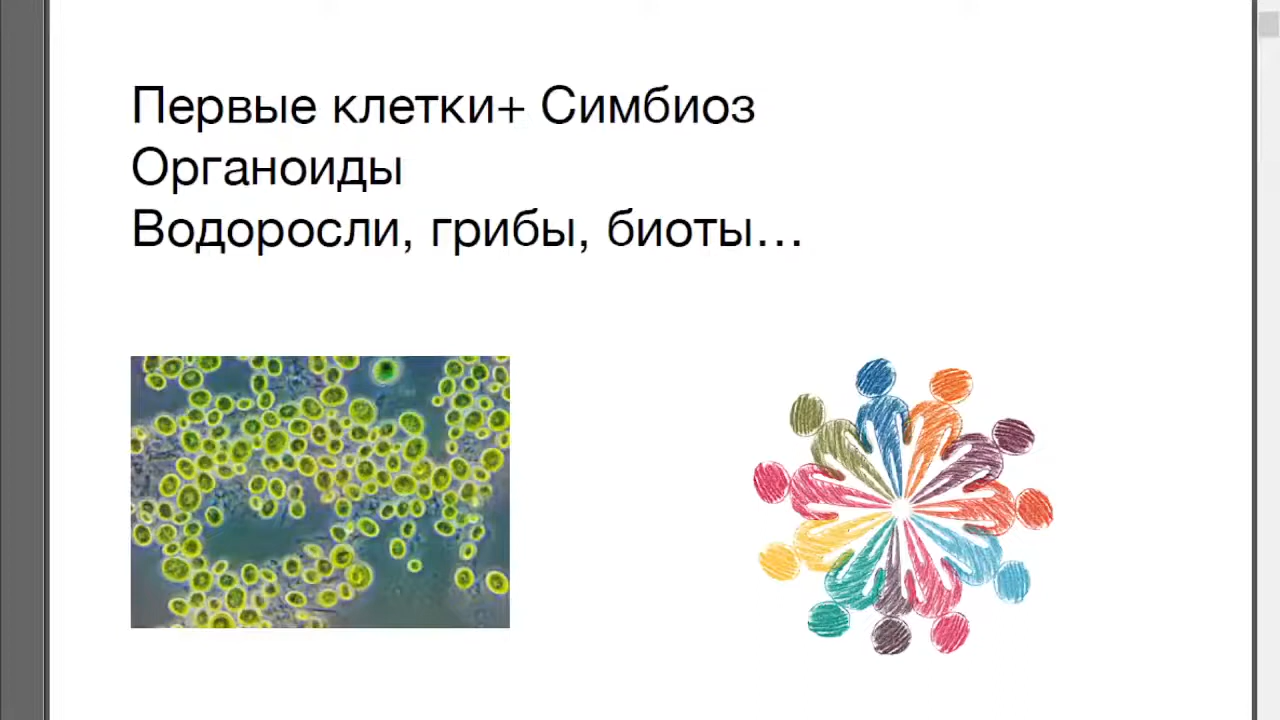 Первые клетки+ Симбиоз
Органоиды
Водоросли, грибы, биоты…